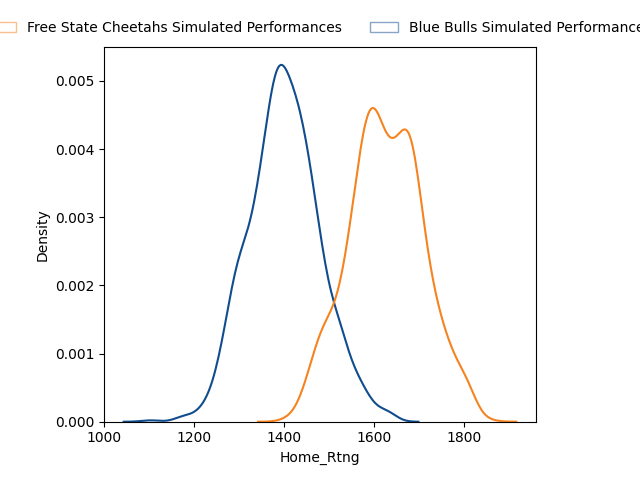 Free State Cheetahs Simulated Performances
Blue Bulls Simulated Performance
0.005
0.004
0.003
0.002
0.001
0.000
Density
1000 1200 1400 1600 1800
Home_Rtng